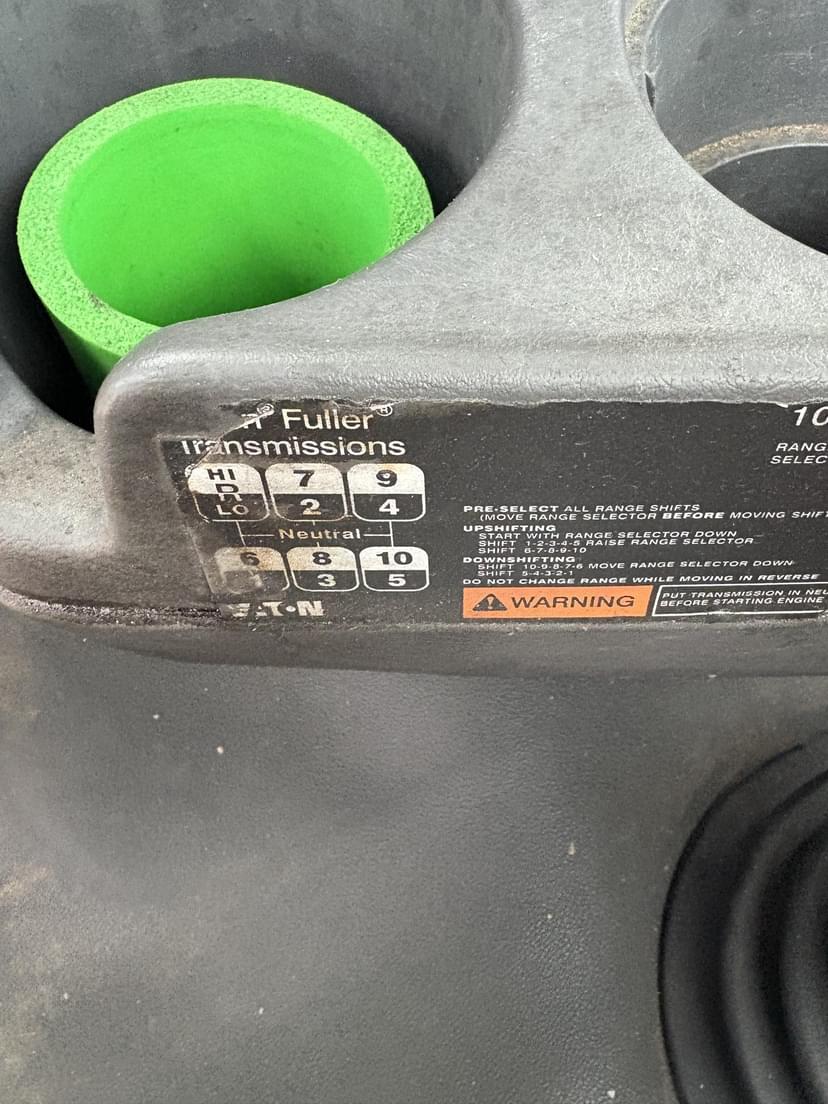 Fuller®
Transmissions
HI
R
LO
7
2
9
4
Neutral
6
8
3
10
5
EATON
10
PRE-SELECT ALL RANGE SHIFTS
(MOVE RANGE SELECTOR BEFORE MOVING
UPSHIFTING
START WITH RANGE SELECTOR DOWN
SHIFT 1-2-3-4-5 RAISE RANGE SELECTOR
SHIFT 6-7-8-9-10
DOWNSHIFTING
SHIFT 10-9-8-7-6 MOVE RANGE SELECTOR DOWN
SHIFT 5-4-3-2-1
DO NOT CHANGE RANGE WHILE MOVING IN REVERSE
WARNING
PUT TRANSMISSION IN
BEFORE STARTING ENGINE